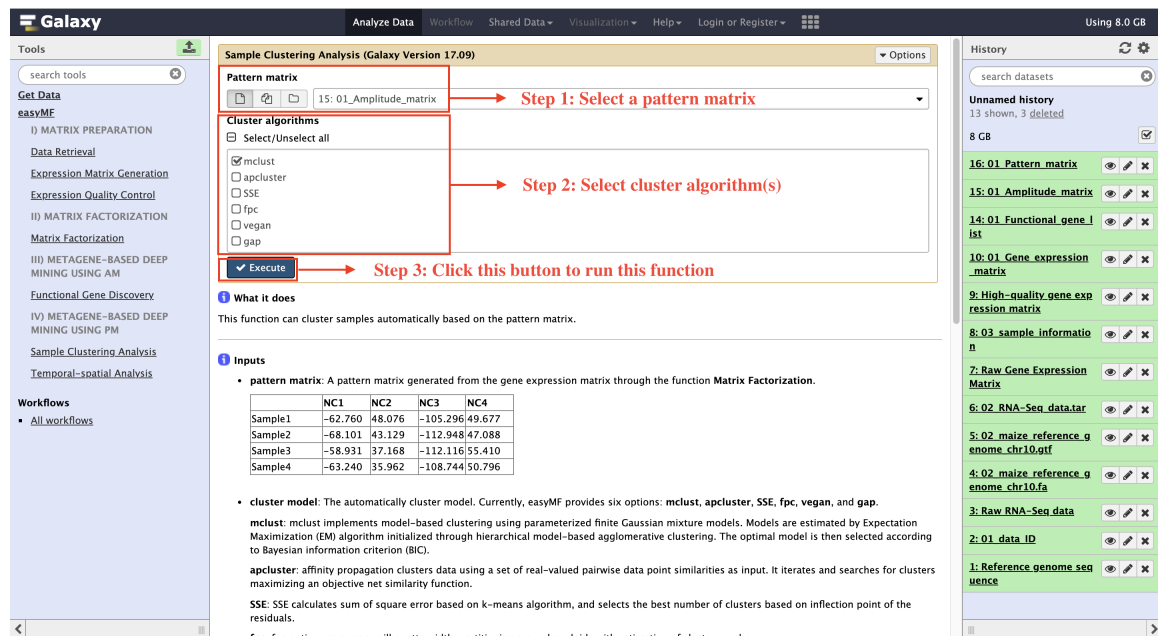 Galaxy
Analyze Data Workflow Shared Data Visualization Help Login or Register
Using 8.0 GB
Tools
search tools
Get Data
easyMF
I) MATRIX PREPARATION
Data Retrieval
Expression Matrix Generation
Expression Quality Control
II) MATRIX FACTORIZATION
Matrix Factorization
III) METAGENE-BASED DEEP
MINING USING AM
Functional Gene Discovery
IV) METAGENE-BASED DEEP
MINING USING PM
Sample Clustering Analysis
Temporal-spatial Analysis
Workflows
All workflows
Sample Clustering Analysis (Galaxy Version 17.09)
Options
Pattern matrix
15: 01_Amplitude_matrix
Step 1: Select a pattern matrix
Cluster algorithms
Select/Unselect all
mclust
apcluster
SSE
fpc
vegan
gap
Step 2: Select cluster algorithm(s)
Execute
Step 3: Click this button to run this function
What it does
This function can cluster samples automatically based on the pattern matrix.
Inputs
• pattern matrix: A pattern matrix generated from the gene expression matrix through the function Matrix Factorization.
NC1 NC2 NC3 NC4
Sample1 -62.760 48.076 -105.296 49.677
Sample2 -68.101 43.129 -112.948 47.088
Sample3 -58.931 37.168 -112.116 55.410
Sample4 -63.240 35.962 -108.744 50.796
• cluster model: The automatically cluster model. Currently, easyMF provides six options: mclust, apcluster, SSE, fpc, vegan, and gap.
mclust: mclust implements model-based clustering using parameterized finite Gaussian mixture models. Models are estimated by Expectation
Maximization (EM) algorithm initialized through hierarchical model-based agglomerative clustering. The optimal model is then selected according
to Bayesian information criterion (BIC).
apcluster: affinity propagation clusters data using a set of real-valued pairwise data point similarities as input. It iterates and searches for clusters
maximizing an objective net similarity function.
SSE: SSE calculates sum of square error based on k-means algorithm, and selects the best number of clusters based on inflection point of the
residuals.
History
search datasets
Unnamed history
13 shown, 3 deleted
8 GB
16: 01_Pattern_matrix
15: 01_Amplitude_matrix
14: 01_Functional_gene_l
ist
10: 01_Gene_expression
_matrix
9: High-quality gene exp
ression matrix
8: 03_sample_informatio
n
7: Raw Gene Expression
Matrix
6: 02_RNA-Seq_data.tar
5: 02_maize_reference_g
enome_chr10.gtf
4: 02_maize_reference_g
enome_chr10.fa
3: Raw RNA-Seq data
2: 01_data_ID
1: Reference genome seq
uence